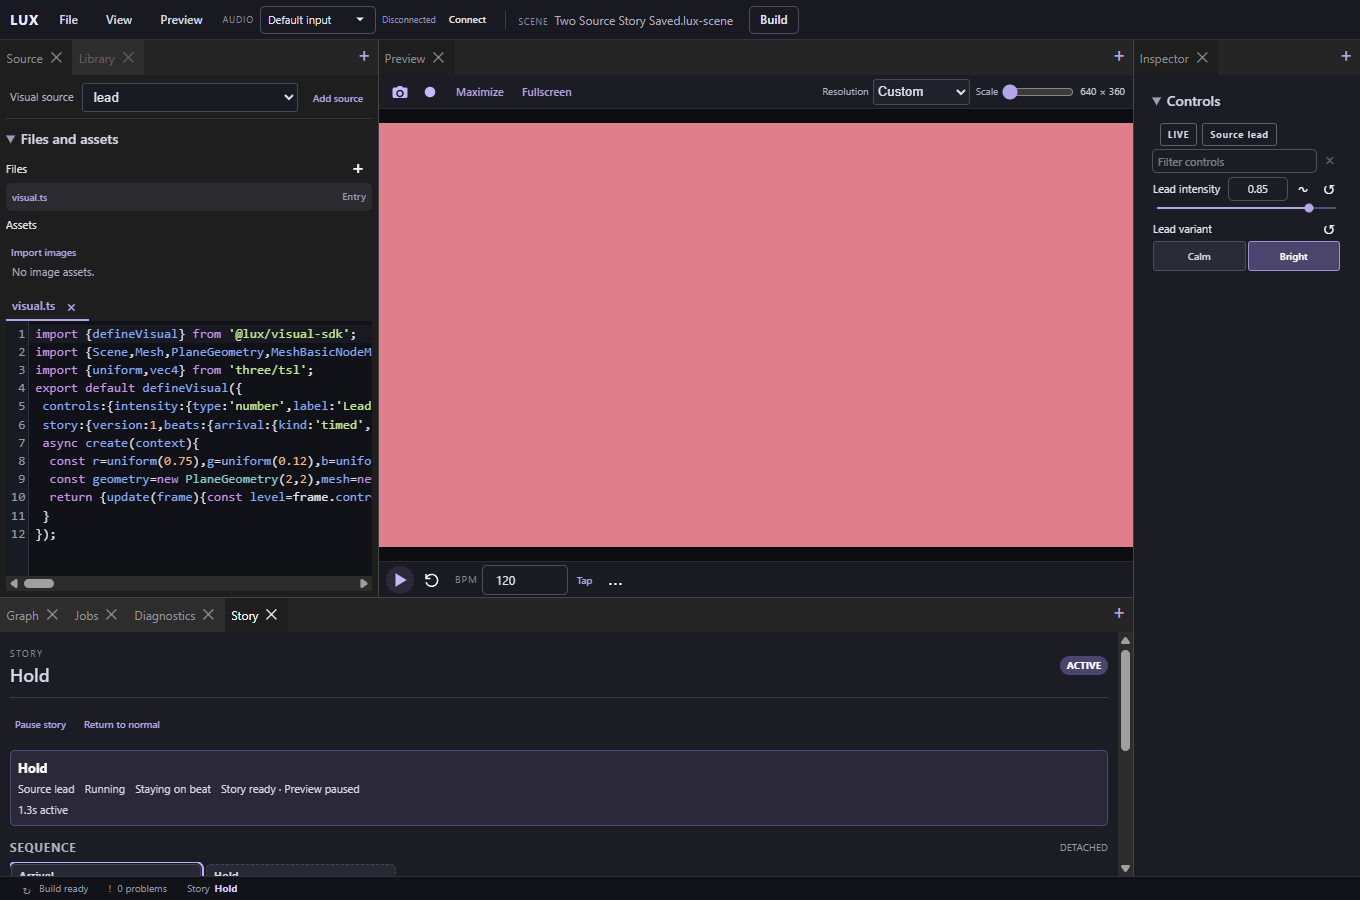 LUX File View Preview AUDIO Default input Disconnected Connect SCENE Two Source Story Saved.lux-scene Build
Source Library
Visual source lead Add source
Files and assets
Files
visual.ts Entry
Assets
Import images
No image assets.
visual.ts
1 import {defineVisual} from '@lux/visual-sdk';
2 import {Scene,Mesh,PlaneGeometry,MeshBasicNodeM
3 import {uniform,vec4} from 'three/tsl';
4 export default defineVisual({
5 controls:{intensity:{type:'number',label:'Lead
6 story:{version:1,beats:{arrival:{kind:'timed',
7 async create(context){
8 const r=uniform(0.75),g=uniform(0.12),b=unifo
9 const geometry=new PlaneGeometry(2,2),mesh=new
10 return {update(frame){const level=frame.contr
11 }
12 });
Preview
Maximize Fullscreen Resolution Custom Scale 640 × 360
BPM 120 Tap ...
Inspector
Controls
LIVE Source lead
Filter controls
Lead intensity 0.85
Lead variant
Calm Bright
Graph Jobs Diagnostics Story
STORY
Hold ACTIVE
Pause story Return to normal
Hold
Source lead Running Staying on beat Story ready · Preview paused
1.3s active
SEQUENCE DETACHED
Arrival Hold
Build ready ! 0 problems Story Hold